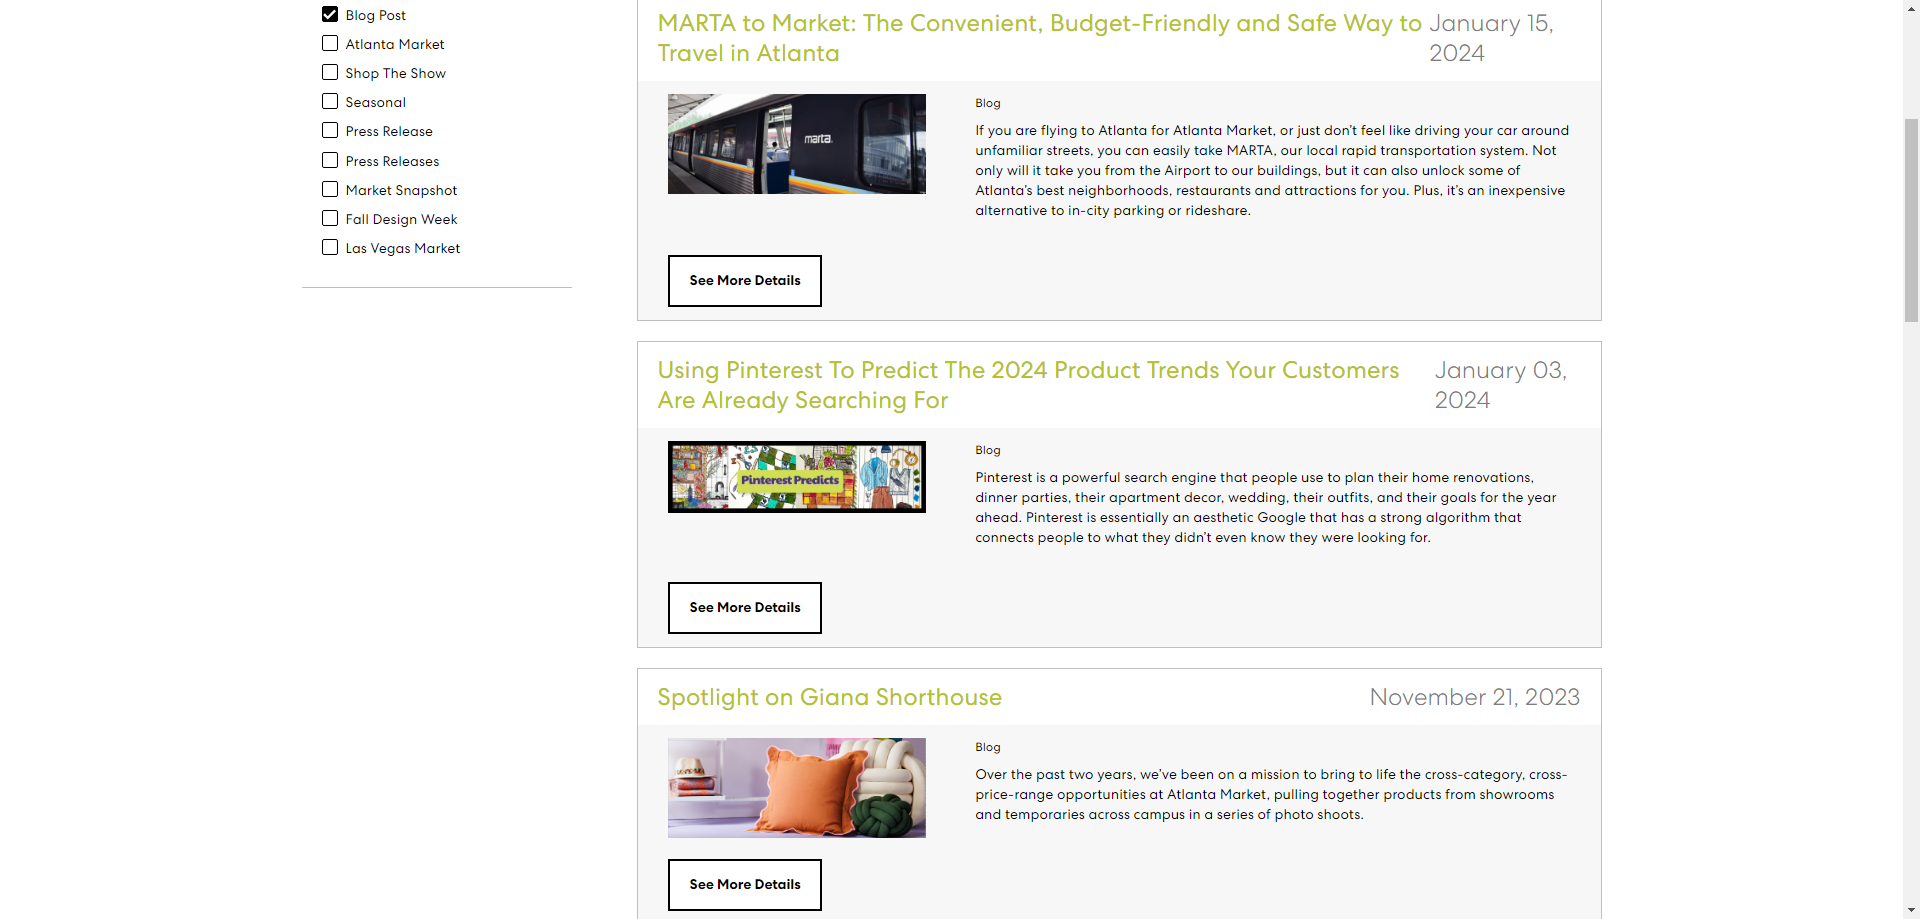 Blog Post
Atlanta Market
Shop The Show
Seasonal
Press Release
Press Releases
Market Snapshot
Fall Design Week
Las Vegas Market
MARTA to Market: The Convenient, Budget-Friendly and Safe Way to
Travel in Atlanta
January 15,
2024
marta
Blog
If you are flying to Atlanta for Atlanta Market, or just don’t feel like driving your car around
unfamiliar streets, you can easily take MARTA, our local rapid transportation system. Not
only will it take you from the Airport to our buildings, but it can also unlock some of
Atlanta’s best neighborhoods, restaurants and attractions for you. Plus, it’s an inexpensive
alternative to in-city parking or rideshare.
See More Details
Using Pinterest To Predict The 2024 Product Trends Your Customers
Are Already Searching For
January 03,
2024
Pinterest Predicts
Blog
Pinterest is a powerful search engine that people use to plan their home renovations,
dinner parties, their apartment decor, wedding, their outfits, and their goals for the year
ahead. Pinterest is essentially an aesthetic Google that has a strong algorithm that
connects people to what they didn’t even know they were looking for.
See More Details
Spotlight on Giana Shorthouse
November 21, 2023
Blog
Over the past two years, we’ve been on a mission to bring to life the cross-category, cross-
price-range opportunities at Atlanta Market, pulling together products from showrooms
and temporaries across campus in a series of photo shoots.
See More Details